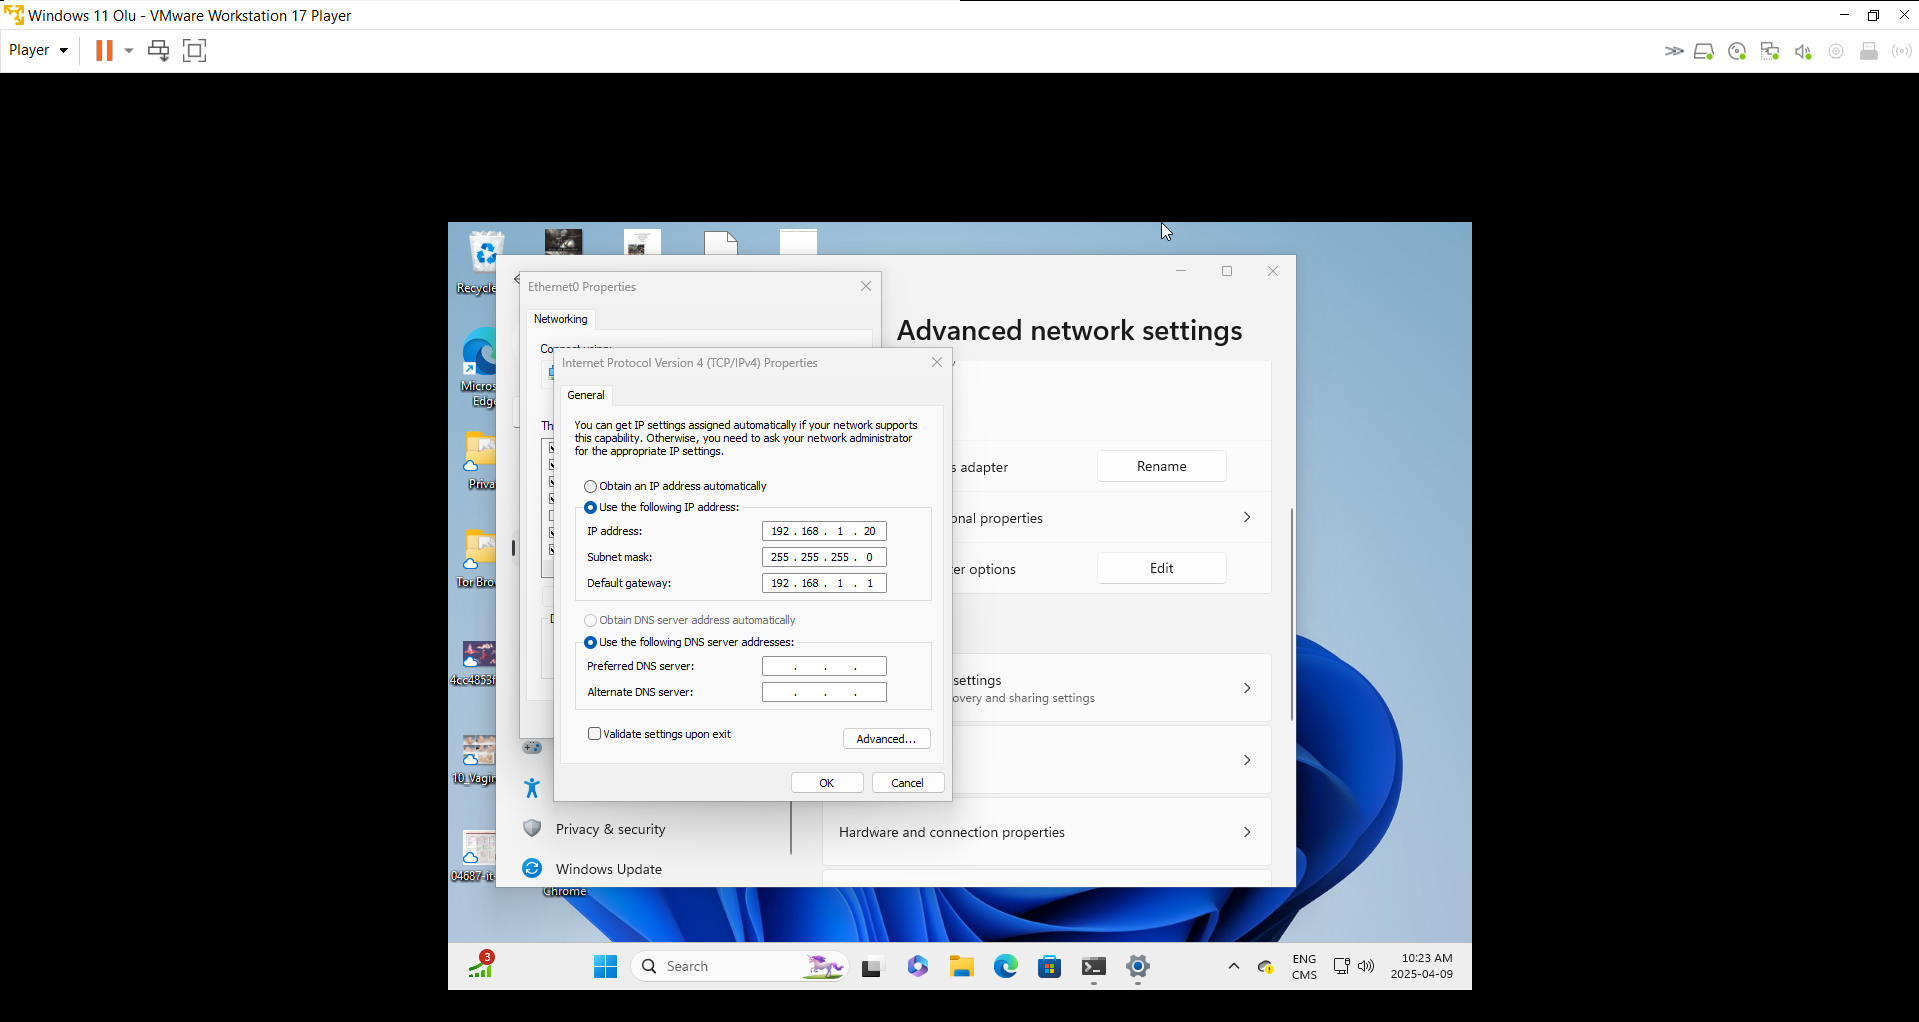 Windows 11 Olu - VMware Workstation 17 Player
Player
Recycle
Micros
Edge
Priva
Tor Bro
4cc4853f
10_Vagin
04687-it-
Chrome
Ethernet0 Properties
Networking
Internet Protocol Version 4 (TCP/IPv4) Properties
General
You can get IP settings assigned automatically if your network supports
this capability. Otherwise, you need to ask your network administrator
for the appropriate IP settings.
Obtain an IP address automatically
Use the following IP address:
IP address: 192 . 168 . 1 . 20
Subnet mask: 255 . 255 . 255 . 0
Default gateway: 192 . 168 . 1 . 1
Obtain DNS server address automatically
Use the following DNS server addresses:
Preferred DNS server: . . .
Alternate DNS server: . . .
Validate settings upon exit
Advanced...
OK Cancel
Th
Advanced network settings
s adapter Rename
onal properties
er options Edit
settings
overy and sharing settings
Hardware and connection properties
Privacy & security
Windows Update
3
Search
ENG
CMS
10:23 AM
2025-04-09